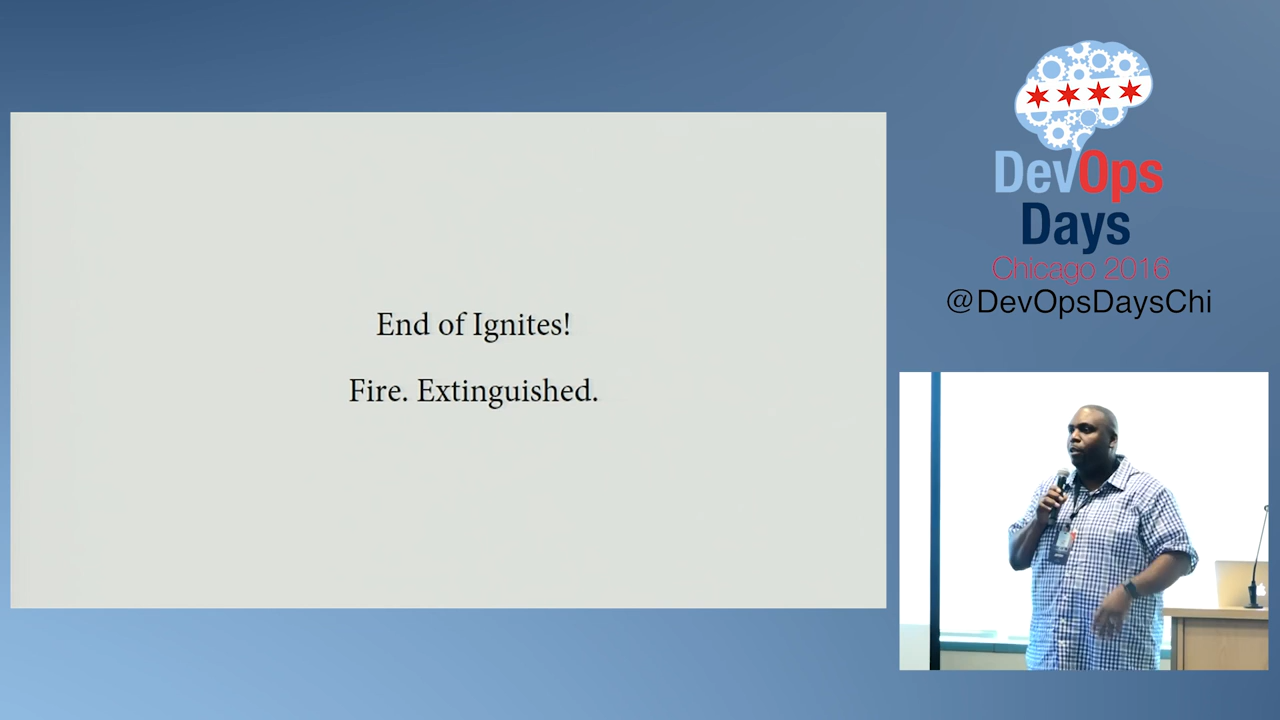 End of Ignites!
Fire. Extinguished.
DevOps
Days
Chicago 2016
@DevOpsDaysChi